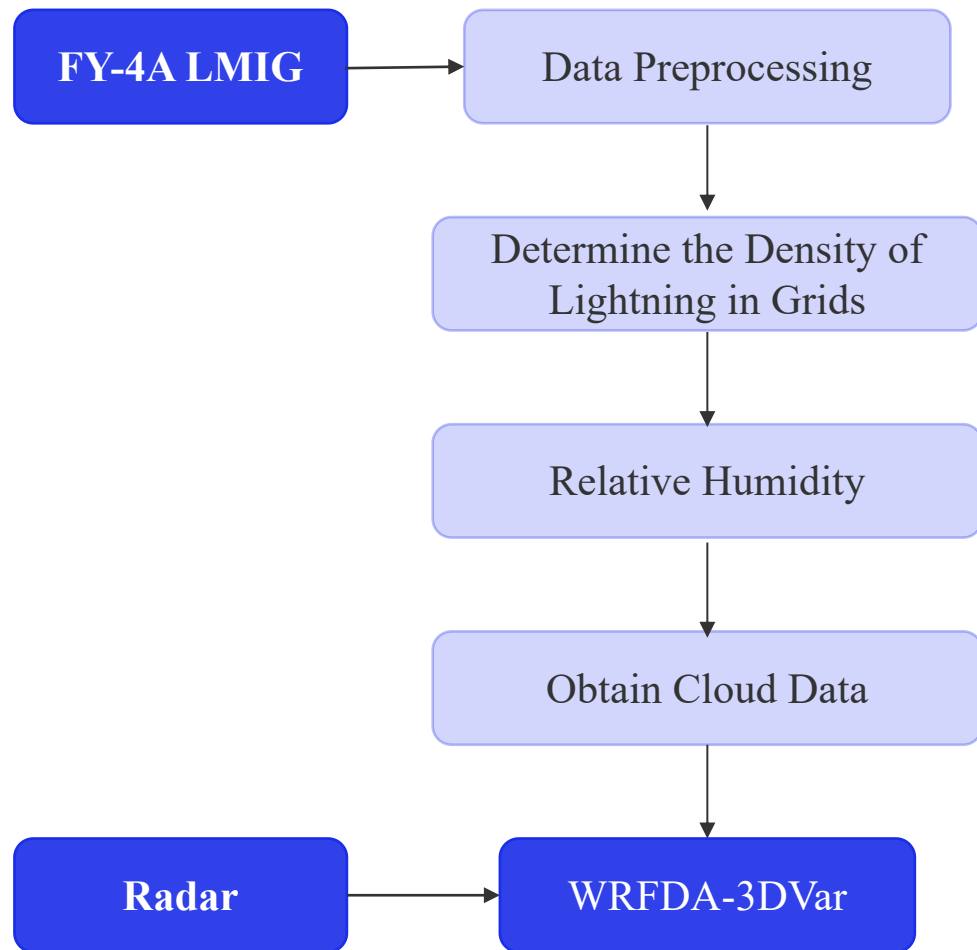 FY-4A LMIG
Data Preprocessing
Determine the Density of
Lightning in Grids
Relative Humidity
Obtain Cloud Data
Radar
WRFDA-3DVar